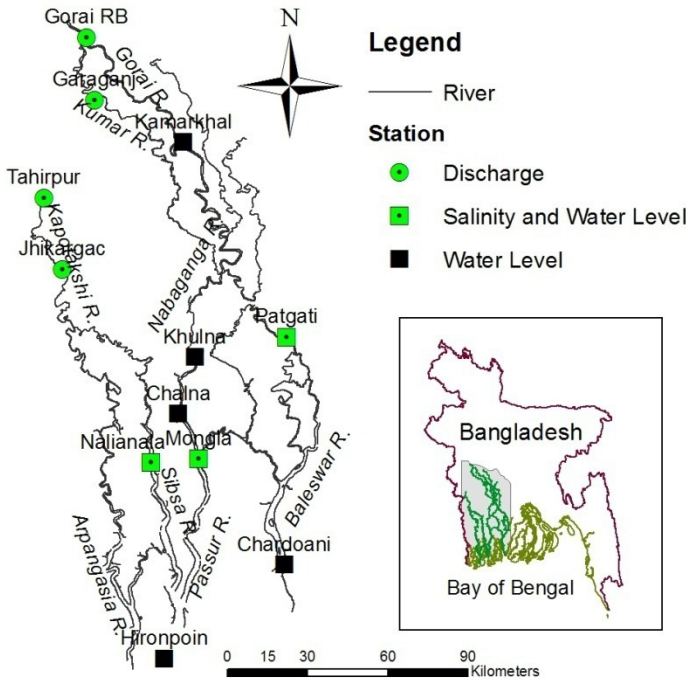 Gorai RB
N
Legend
Gorai R.
Garaganj
River
Kumar R.
Kamarkhal
Station
Tahirpur
Discharge
Kapotakshi R.
Salinity and Water Level
Jhikargac
Nabaganga R.
Water Level
Patgati
Khulna
Chalna
Bangladesh
Nalianala
Mongla
Sibsa R.
Baleswar R.
Arpangasia R.
Passur R.
Chardoani
Bay of Bengal
Hironpoin
0 15 30 60 90
Kilometers